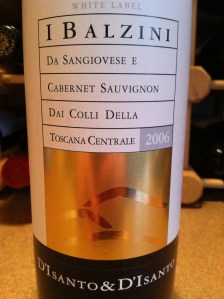 WHITE LABEL
I BALZINI
DA SANGIOVESE E
CABERNET SAUVIGNON
DAI COLLI DELLA
TOSCANA CENTRALE 2006
D'ISANTO & D'ISANTO